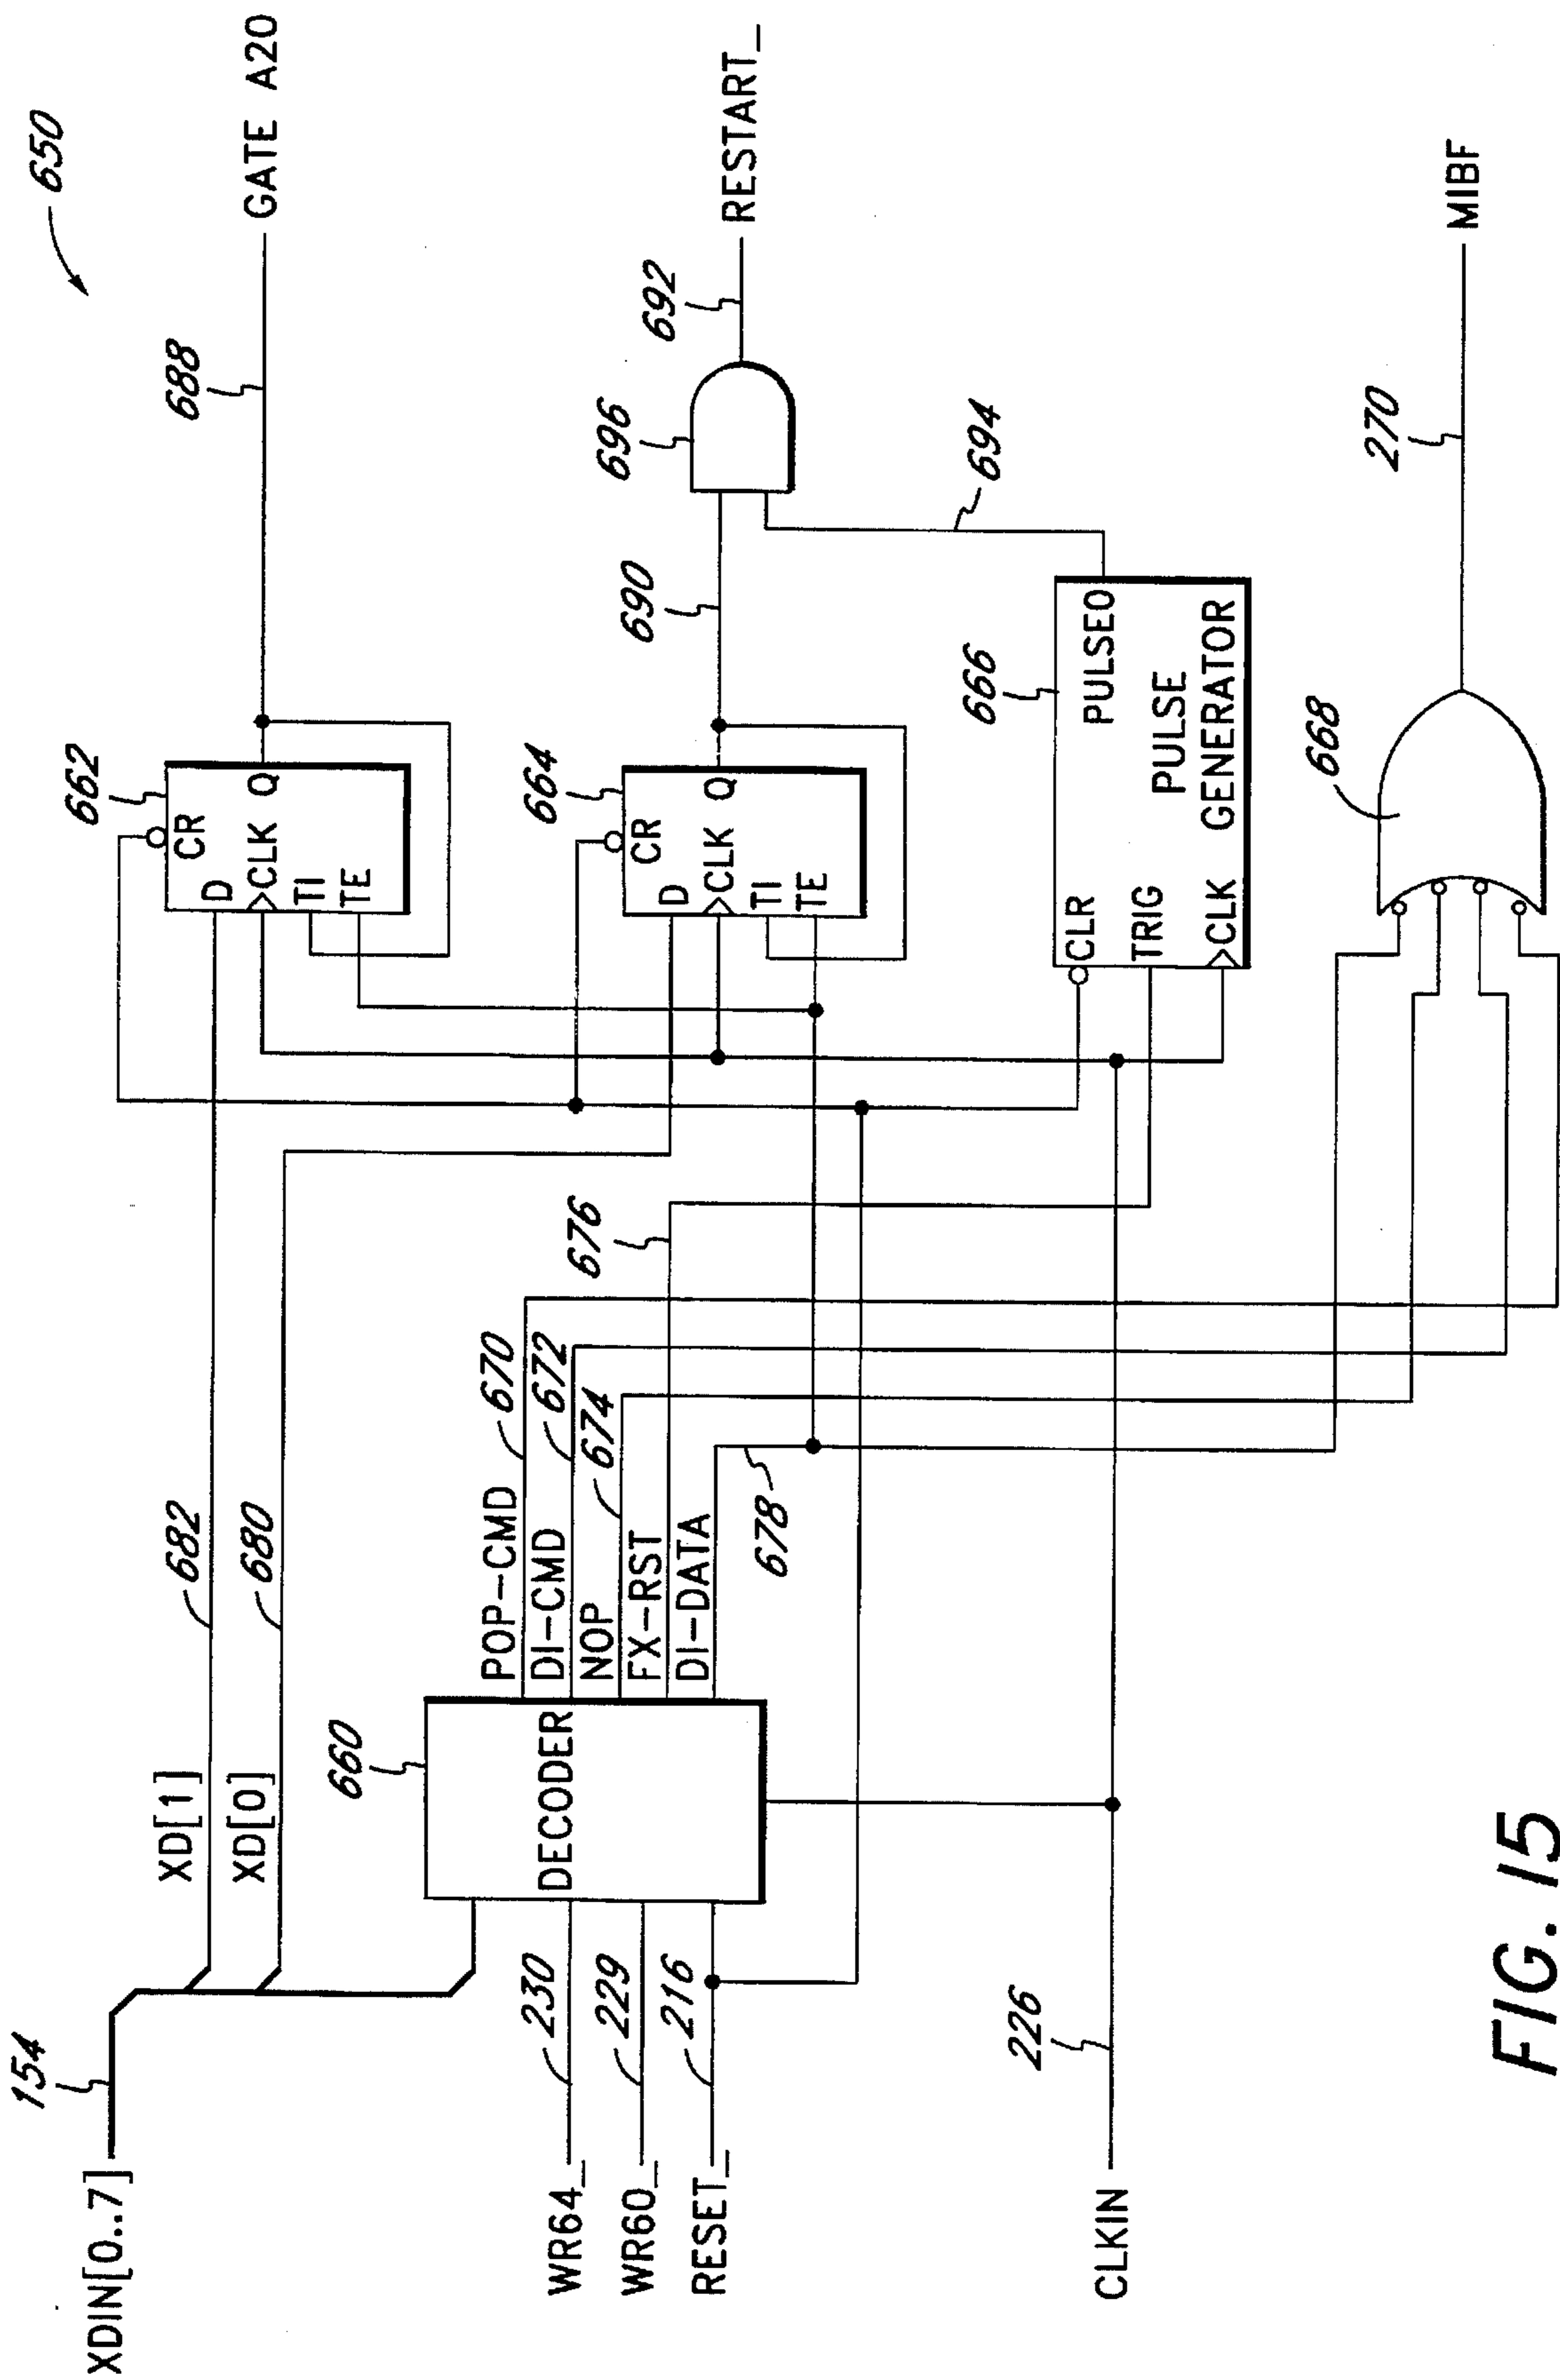 650
154
XDIN[0..7]
XD[1]
682
XD[0]
680
662
CR
D
CLK Q
TI
TE
688
GATE A20
660
DECODER
WR64_
230
WR60_
229
RESET_
216
POP-CMD
670
DI-CMD
672
NOP
674
FX-RST
676
DI-DATA
678
664
CR
D
CLK Q
TI
TE
690
696
692
RESTART_
694
666
CLR
TRIG
CLK
PULSEO
PULSE
GENERATOR
CLKIN
226
668
270
MIBF
FIG. 15